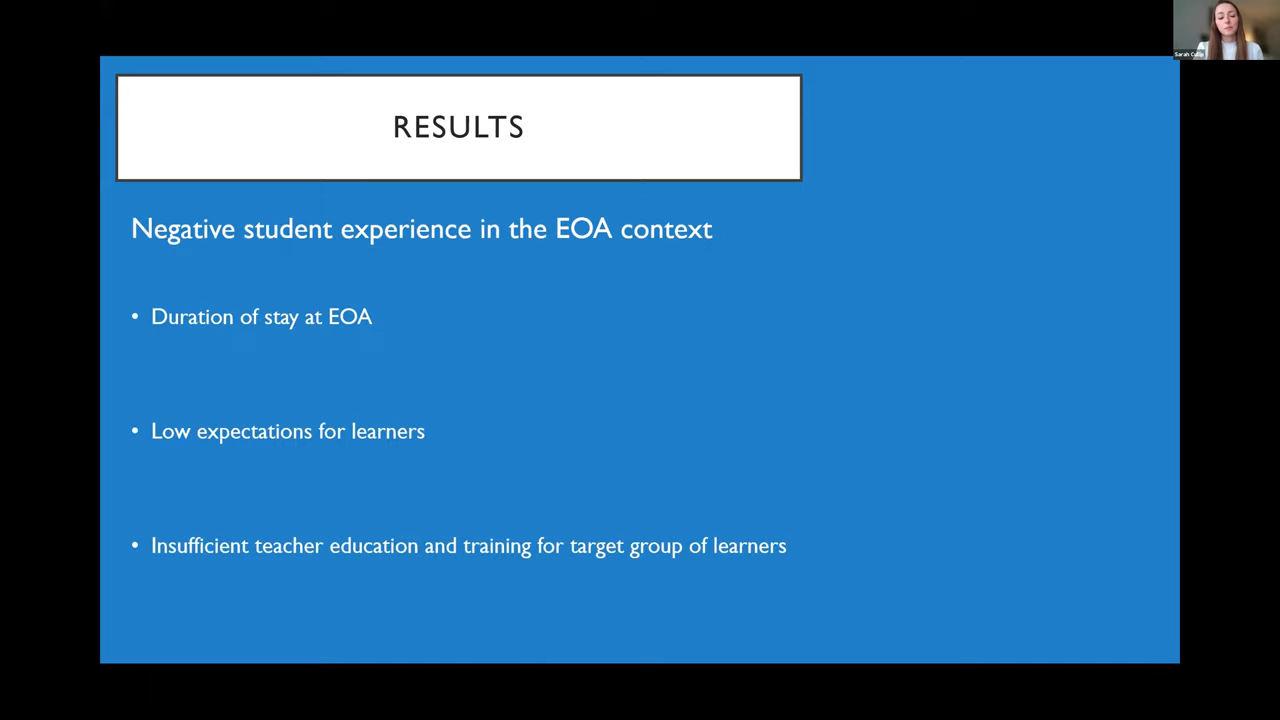 Sarah
RESULTS
Negative student experience in the EOA context
• Duration of stay at EOA
• Low expectations for learners
• Insufficient teacher education and training for target group of learners